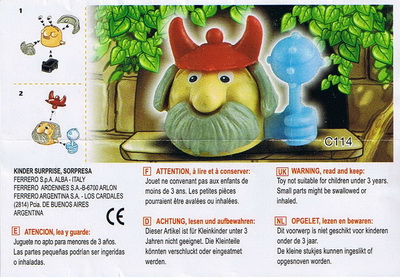 1
2
C114
KINDER SURPRISE, SORPRESA
FERRERO S.p.A. ALBA - ITALY
FERRERO ARDENNES S.A.-B-6700 ARLON
FERRERO ARGENTINA S.A. - LOS CARDALES
(2814) Pcia. DE BUENOS AIRES
ARGENTINA
E ATENCION, lea y guarde:
Juguete no apto para menores de 3 años.
Las partes pequeñas podrían ser ingeridas
o inhaladas.
CE
F ATTENTION, à lire et à conserver:
Jouet ne convenant pas aux enfants de
moins de 3 ans. Les petites pièces
pourraient être avalées ou inhalées.
D ACHTUNG, lesen und aufbewahren:
Dieser Artikel ist für Kleinkinder unter 3
Jahren nicht geeignet. Die Kleinteile
könnten verschluckt oder eingeatmet
werden.
UK WARNING, read and keep:
Toy not suitable for children under 3 years.
Small parts might be swallowed or
inhaled.
NL OPGELET, lezen en bewaren:
Dit voorwerp is niet geschikt voor kinderen
onder de 3 jaar.
De kleine stukjes kunnen ingeslikt of
opgesnoven worden.